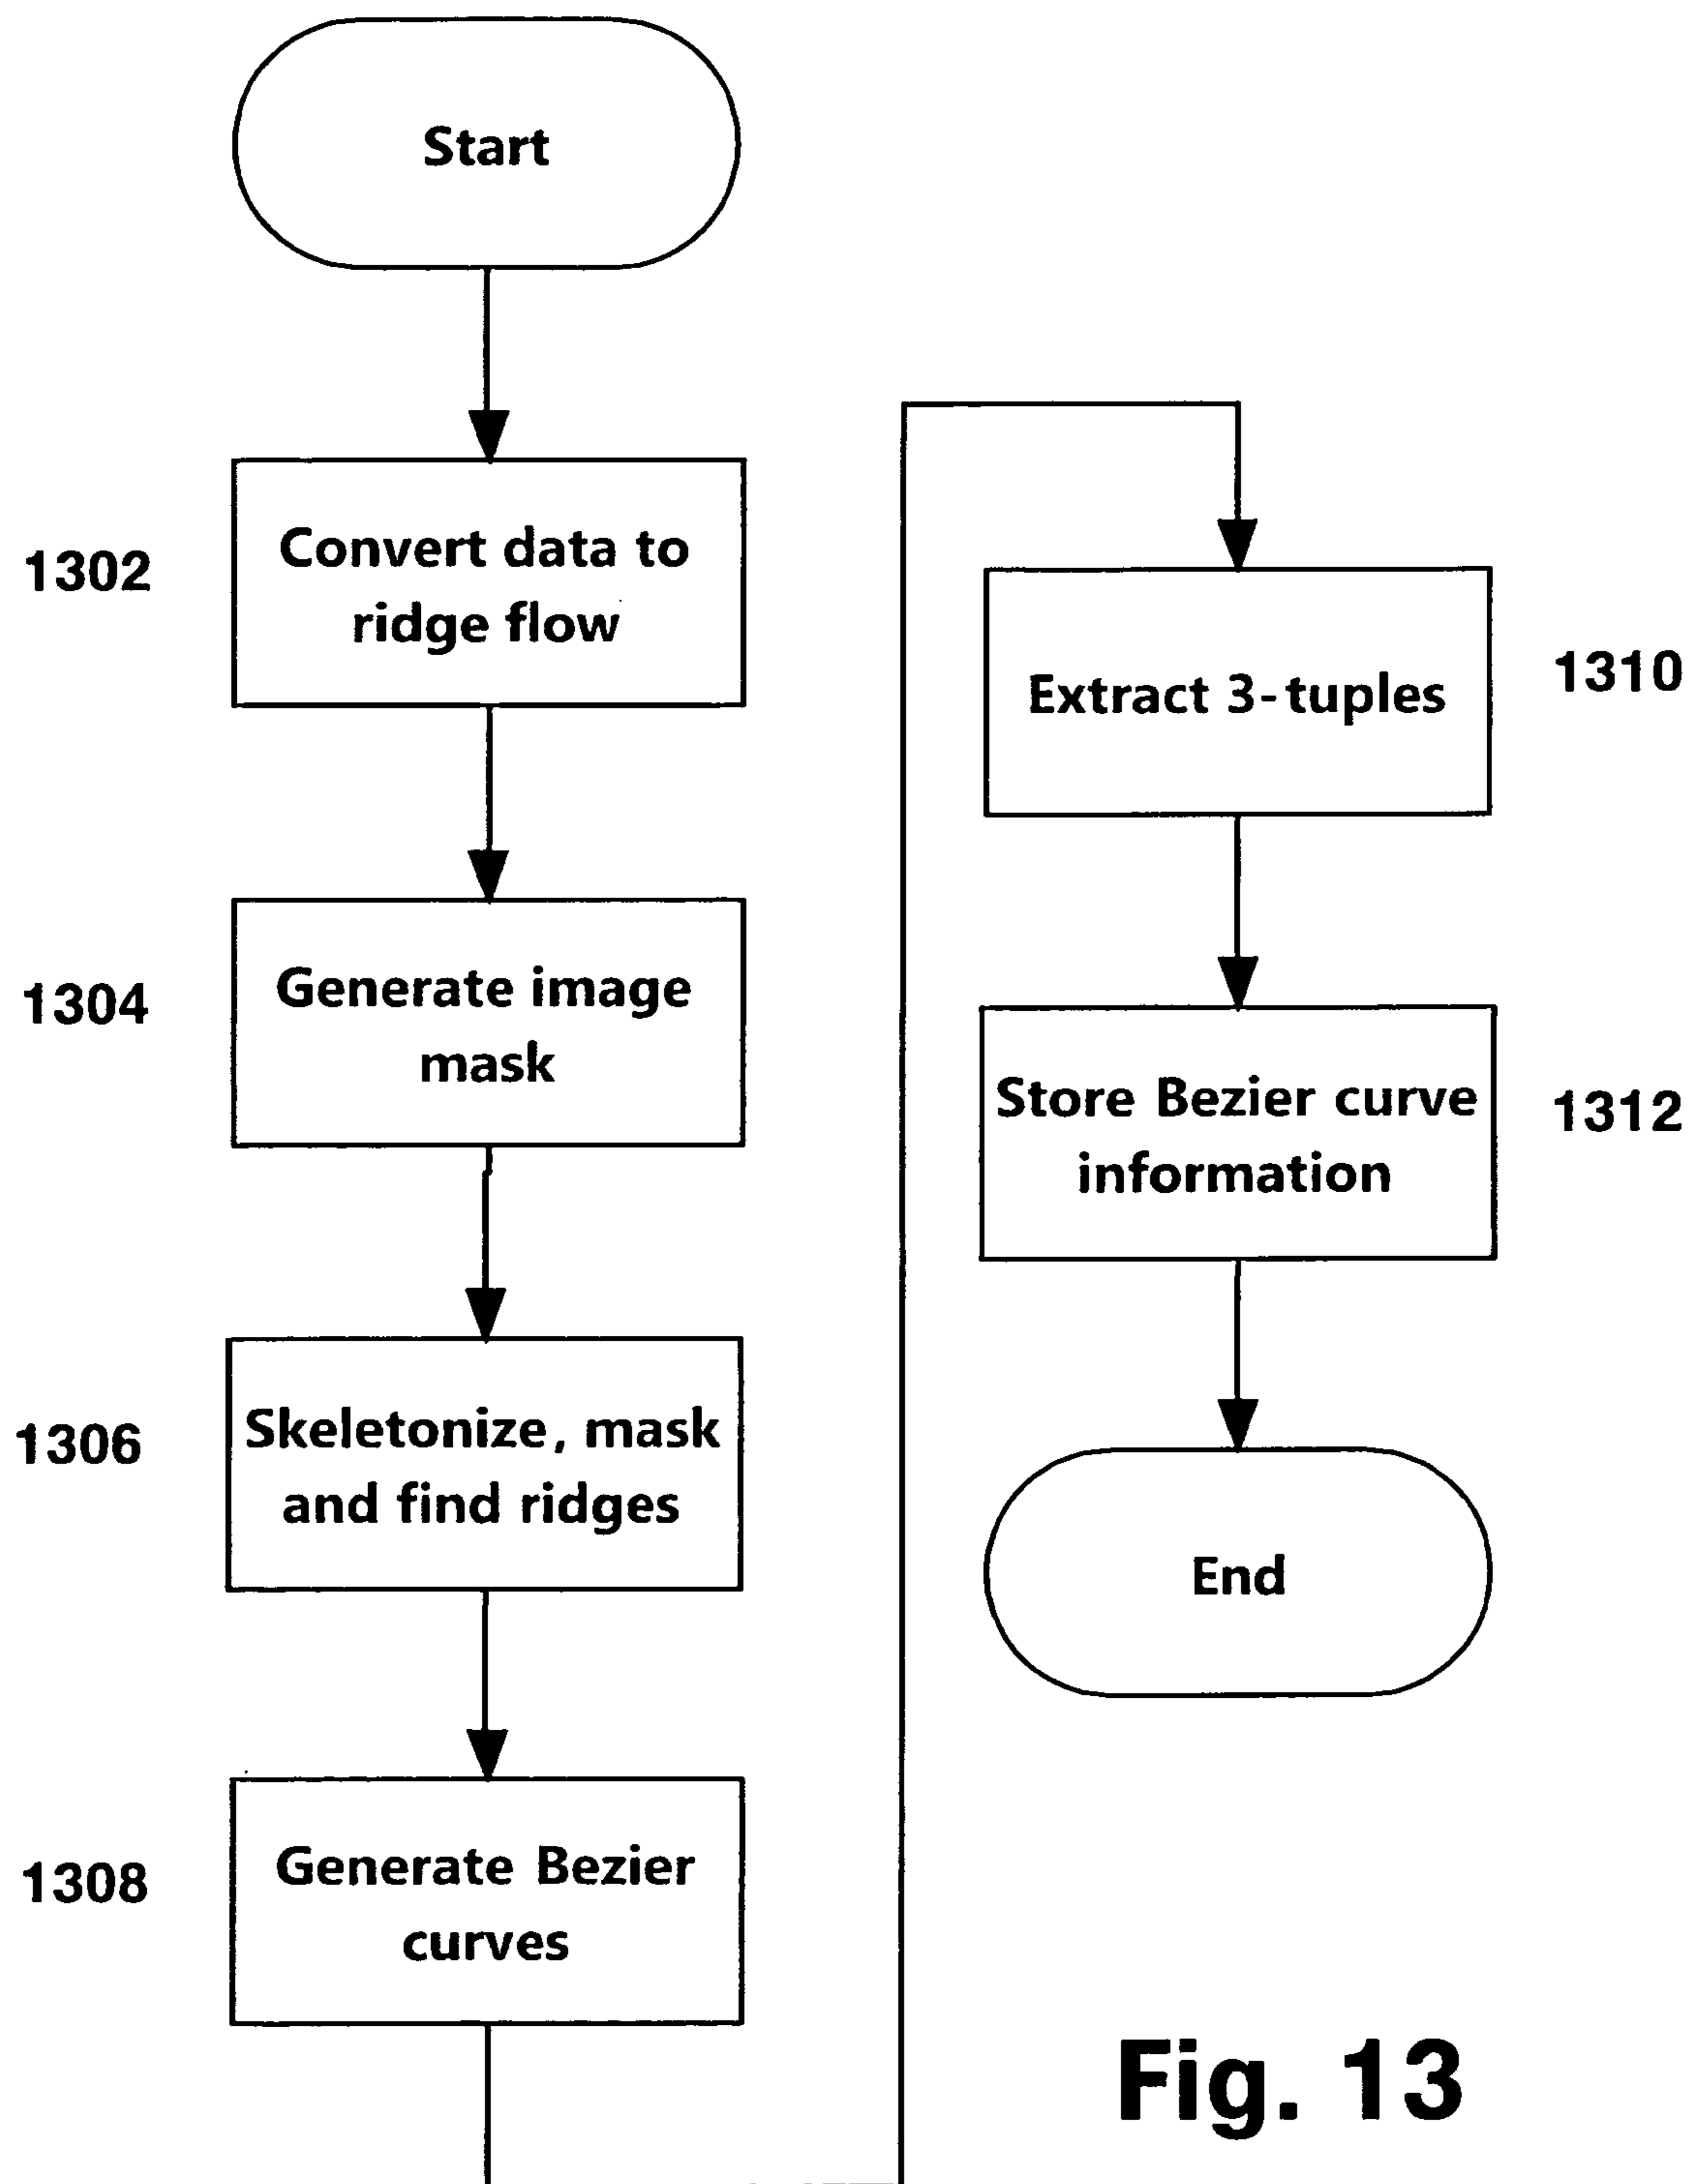 Start
1302
Convert data to
ridge flow
1304
Generate image
mask
1306
Skeletonize, mask
and find ridges
1308
Generate Bezier
curves
Extract 3-tuples
1310
Store Bezier curve
information
1312
End
Fig. 13